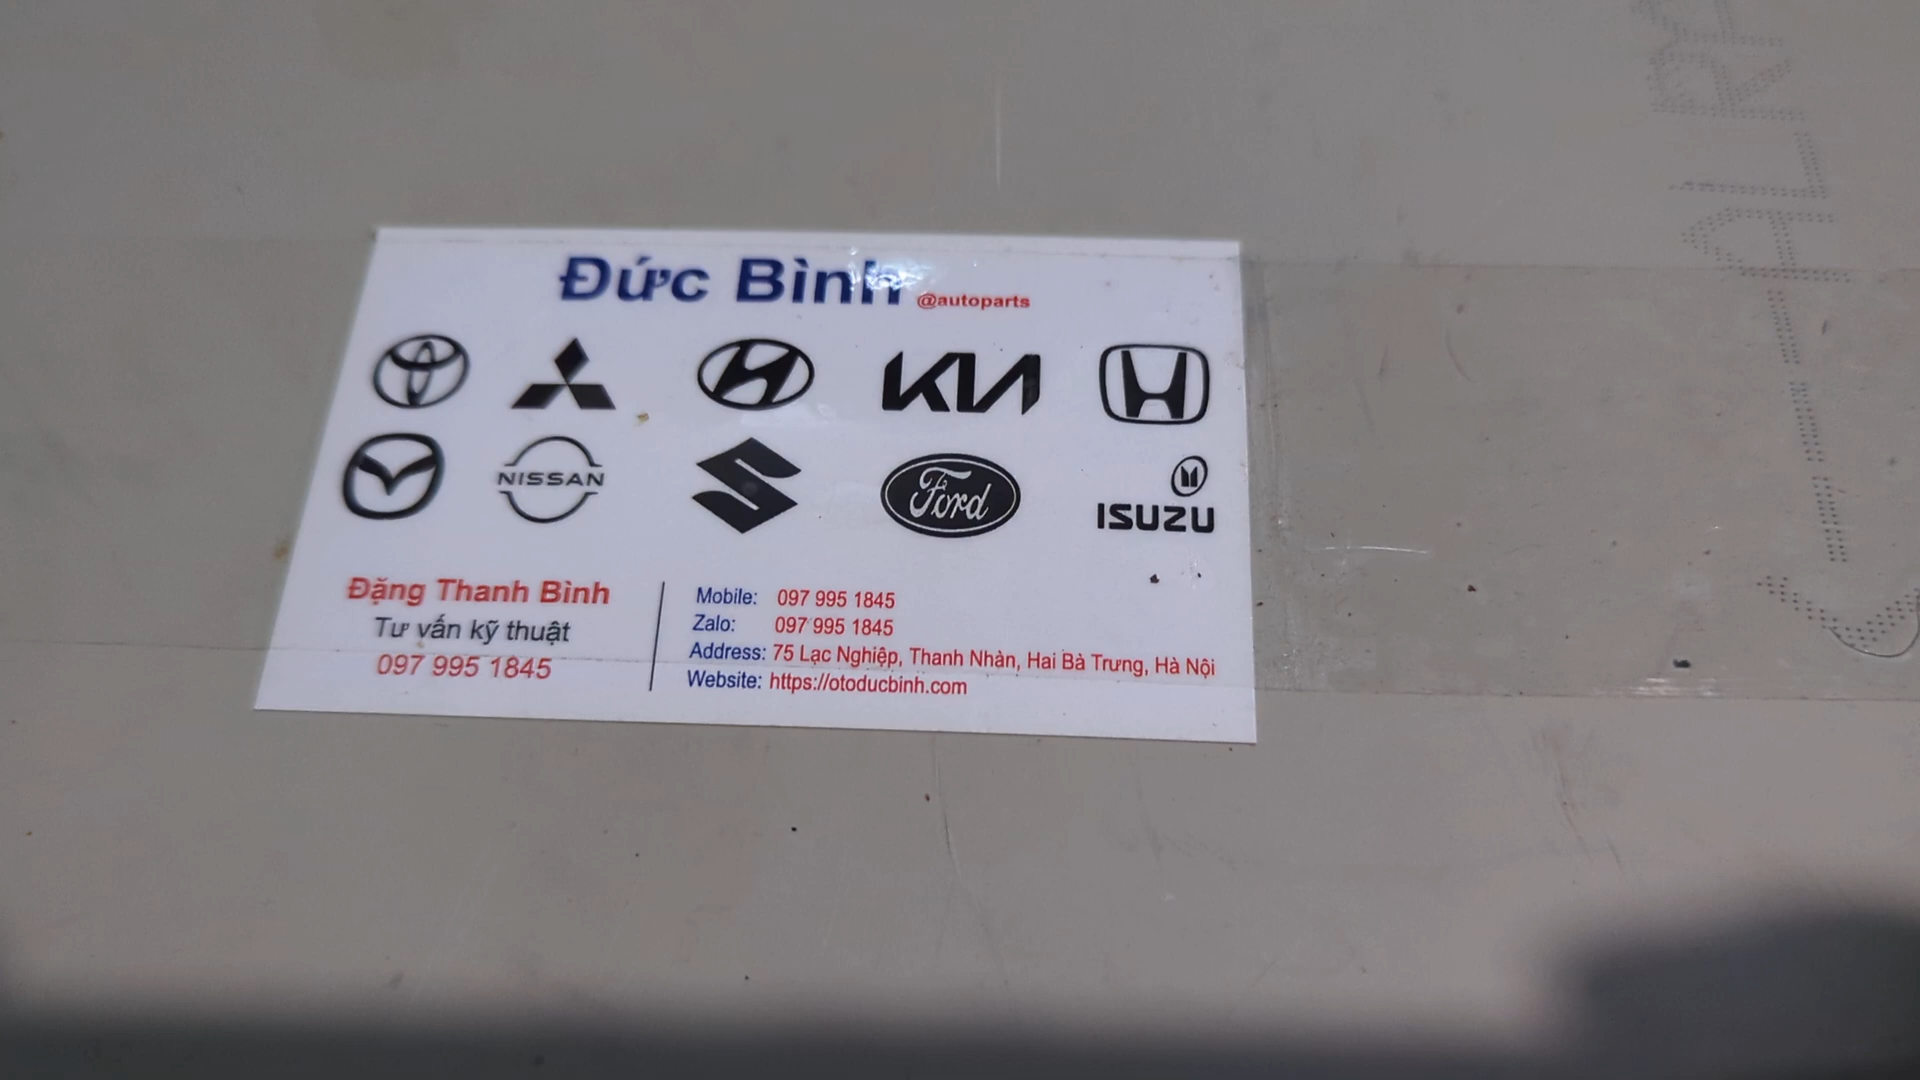 Đức Bình @autoparts
KIA
NISSAN
Ford
ISUZU
Đặng Thanh Bình
Tư vấn kỹ thuật
097 995 1845
Mobile: 097 995 1845
Zalo: 097 995 1845
Address: 75 Lạc Nghiệp, Thanh Nhàn, Hai Bà Trưng, Hà Nội
Website: https://otoducbinh.com